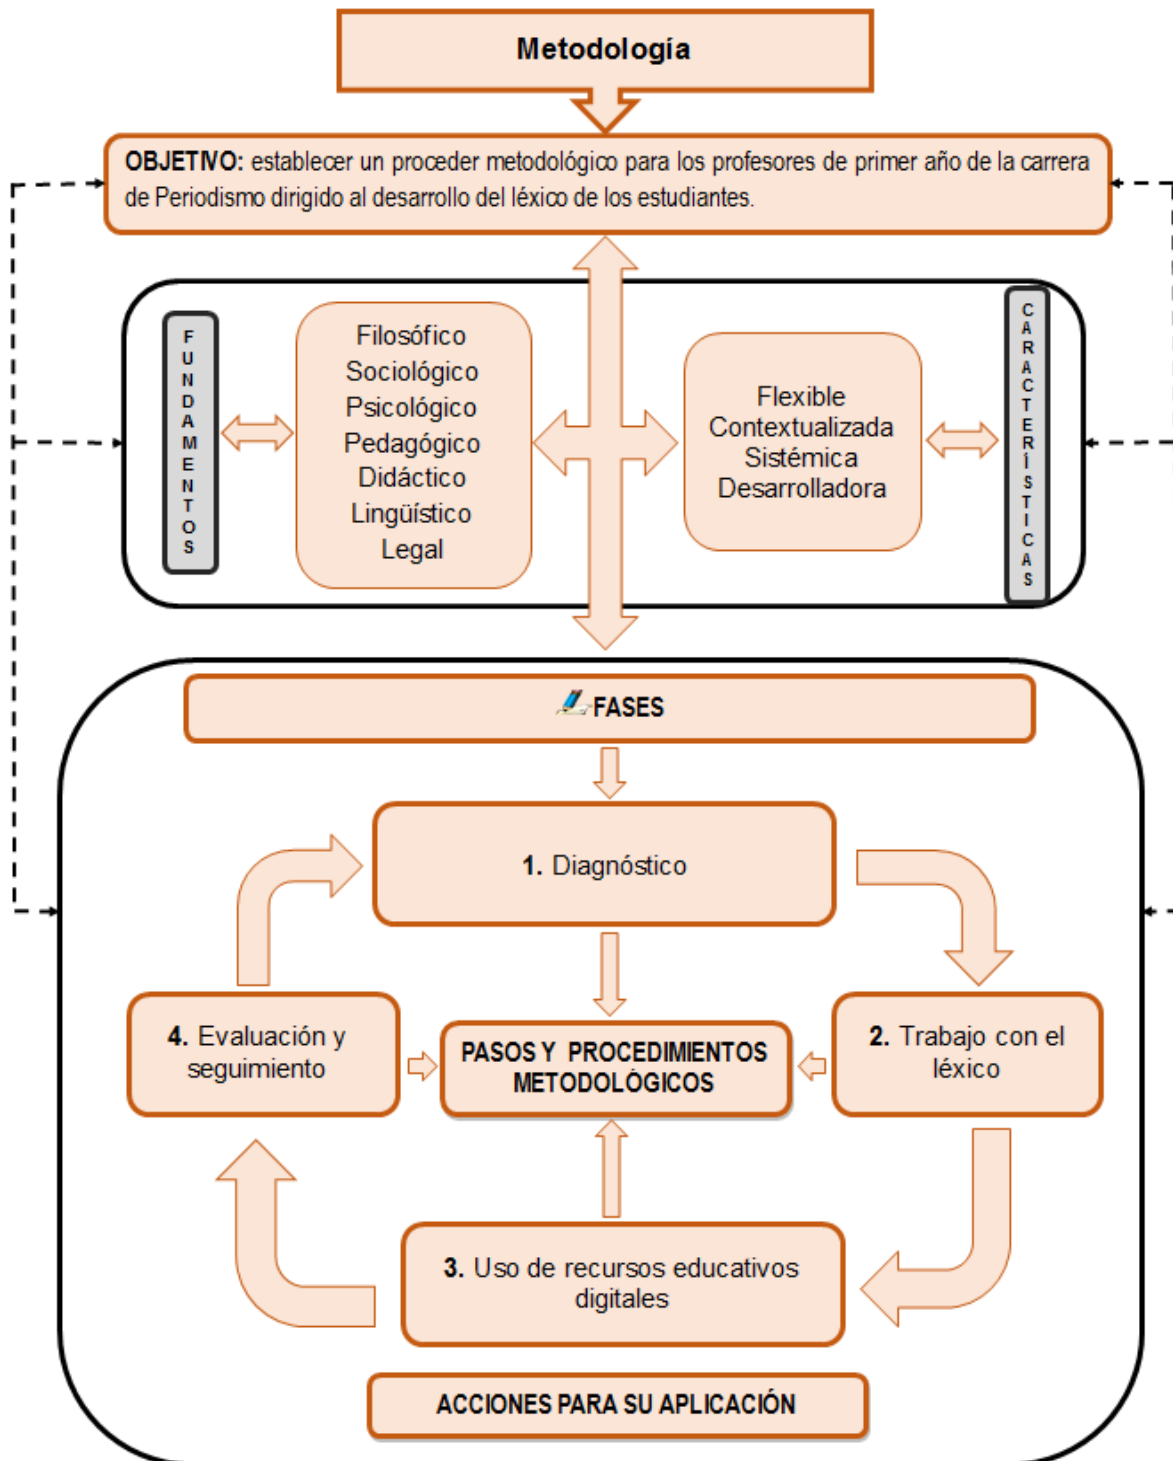 Metodología
OBJETIVO: establecer un proceder metodológico para los profesores de primer año de la carrera
de Periodismo dirigido al desarrollo del léxico de los estudiantes.
FUNDAMENTOS
Filosófico
Sociológico
Psicológico
Pedagógico
Didáctico
Lingüístico
Legal
Flexible
Contextualizada
Sistémica
Desarrolladora
CARACTERÍSTICAS
FASES
1. Diagnóstico
4. Evaluación y
seguimiento
PASOS Y PROCEDIMIENTOS
METODOLÓGICOS
2. Trabajo con el
léxico
3. Uso de recursos educativos
digitales
ACCIONES PARA SU APLICACIÓN